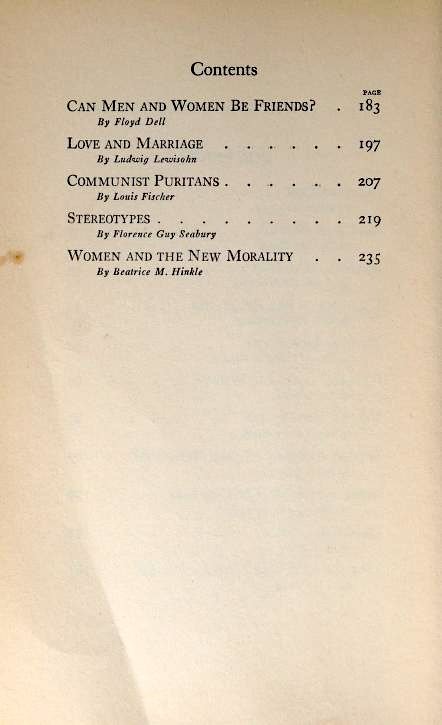 Contents
PAGE
CAN MEN AND WOMEN BE FRIENDS? . 183
By Floyd Dell
LOVE AND MARRIAGE . . . . . . 197
By Ludwig Lewisohn
COMMUNIST PURITANS . . . . . . 207
By Louis Fischer
STEREOTYPES . . . . . . . . . 219
By Florence Guy Seabury
WOMEN AND THE NEW MORALITY . . 235
By Beatrice M. Hinkle